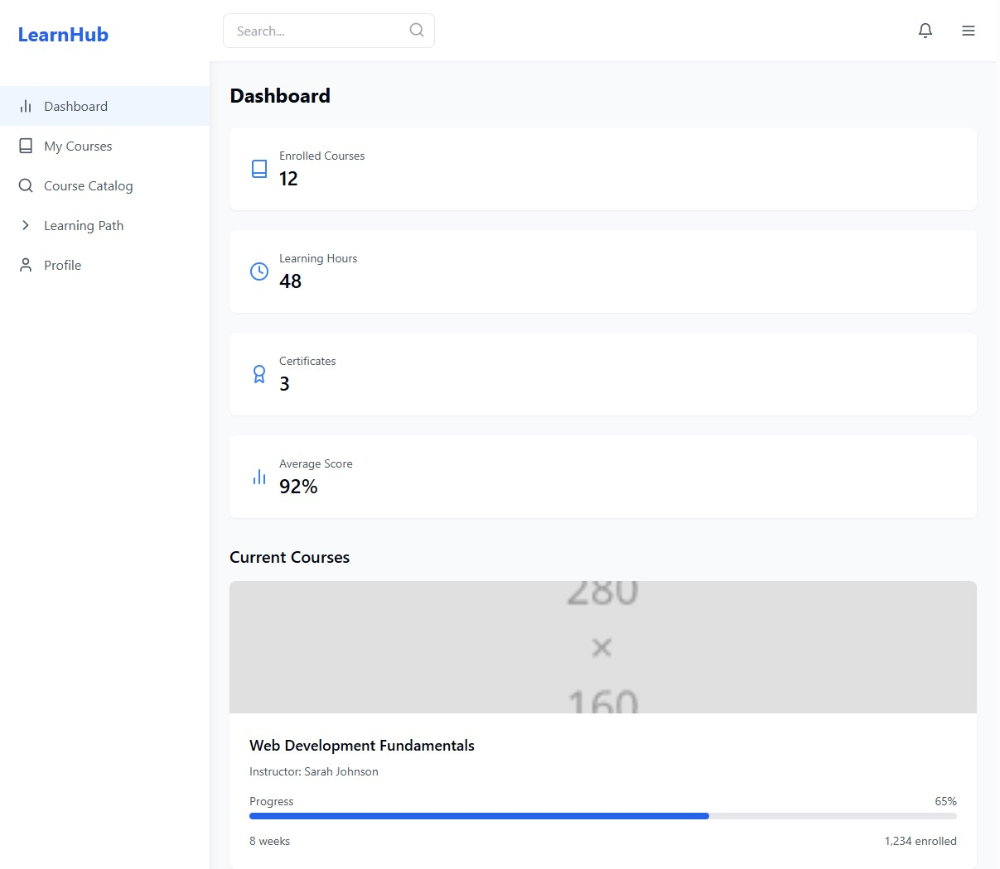 LearnHub
Search...
Dashboard
My Courses
Course Catalog
Learning Path
Profile
Dashboard
Enrolled Courses
12
Learning Hours
48
Certificates
3
Average Score
92%
Current Courses
280
×
160
Web Development Fundamentals
Instructor: Sarah Johnson
Progress 65%
8 weeks 1,234 enrolled